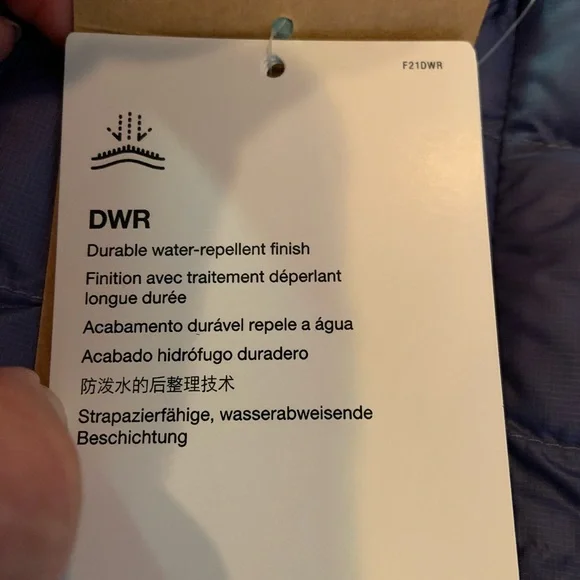 F21DWR
DWR
Durable water-repellent finish
Finition avec traitement déperlant
longue durée
Acabamento durável repele a água
Acabado hidrófugo duradero
防泼水的后整理技术
Strapazierfähige, wasserabweisende
Beschichtung